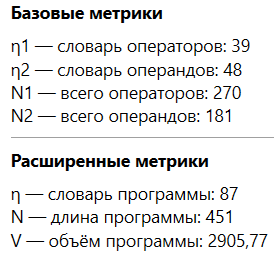 Базовые метрики
η1 — словарь операторов: 39
η2 — словарь операндов: 48
N1 — всего операторов: 270
N2 — всего операндов: 181
Расширенные метрики
η — словарь программы: 87
N — длина программы: 451
V — объём программы: 2905,77